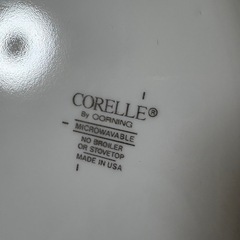 CORELLE®
By CORNING
MICROWAVABLE
NO BROILER
OR STOVETOP
MADE IN USA